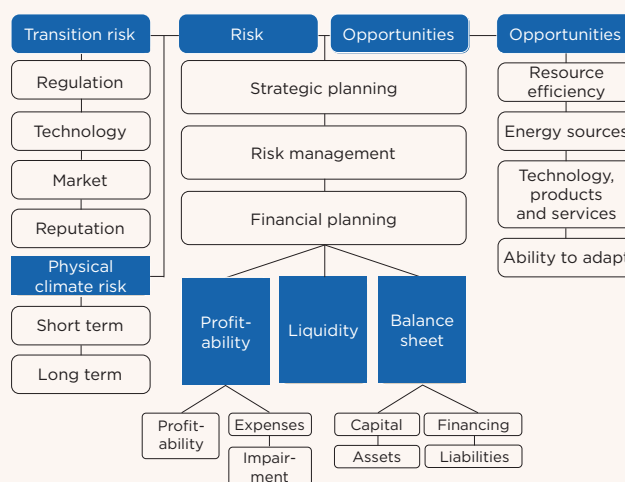 Transition risk
Risk
Opportunities
Opportunities
Regulation
Technology
Market
Reputation
Physical
climate risk
Short term
Long term
Strategic planning
Risk management
Financial planning
Profit-
ability
Liquidity
Balance
sheet
Profit-
ability
Expenses
Impair-
ment
Capital
Assets
Financing
Liabilities
Resource
efficiency
Energy sources
Technology,
products
and services
Ability to adapt